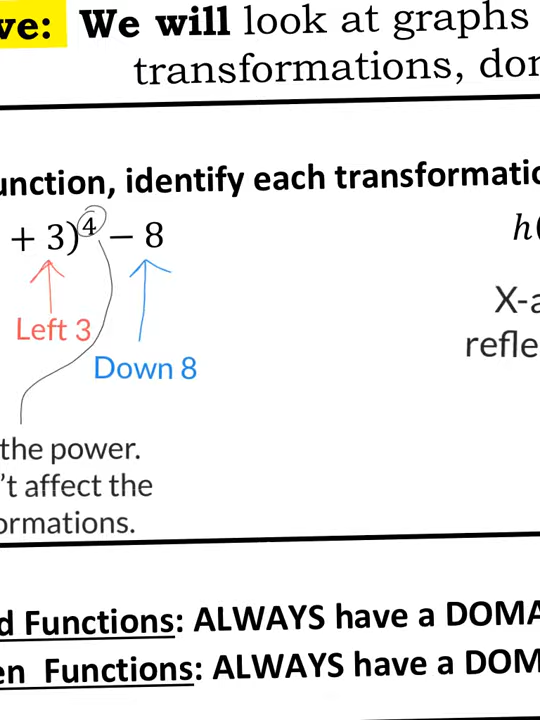 ve: We will look at graphs
transformations, dor
unction, identify each transformatio
+ 3)⁴ − 8
h(
Left 3
X-a
refle
Down 8
the power.
't affect the
ormations.
d Functions: ALWAYS have a DOMA
en Functions: ALWAYS have a DOM